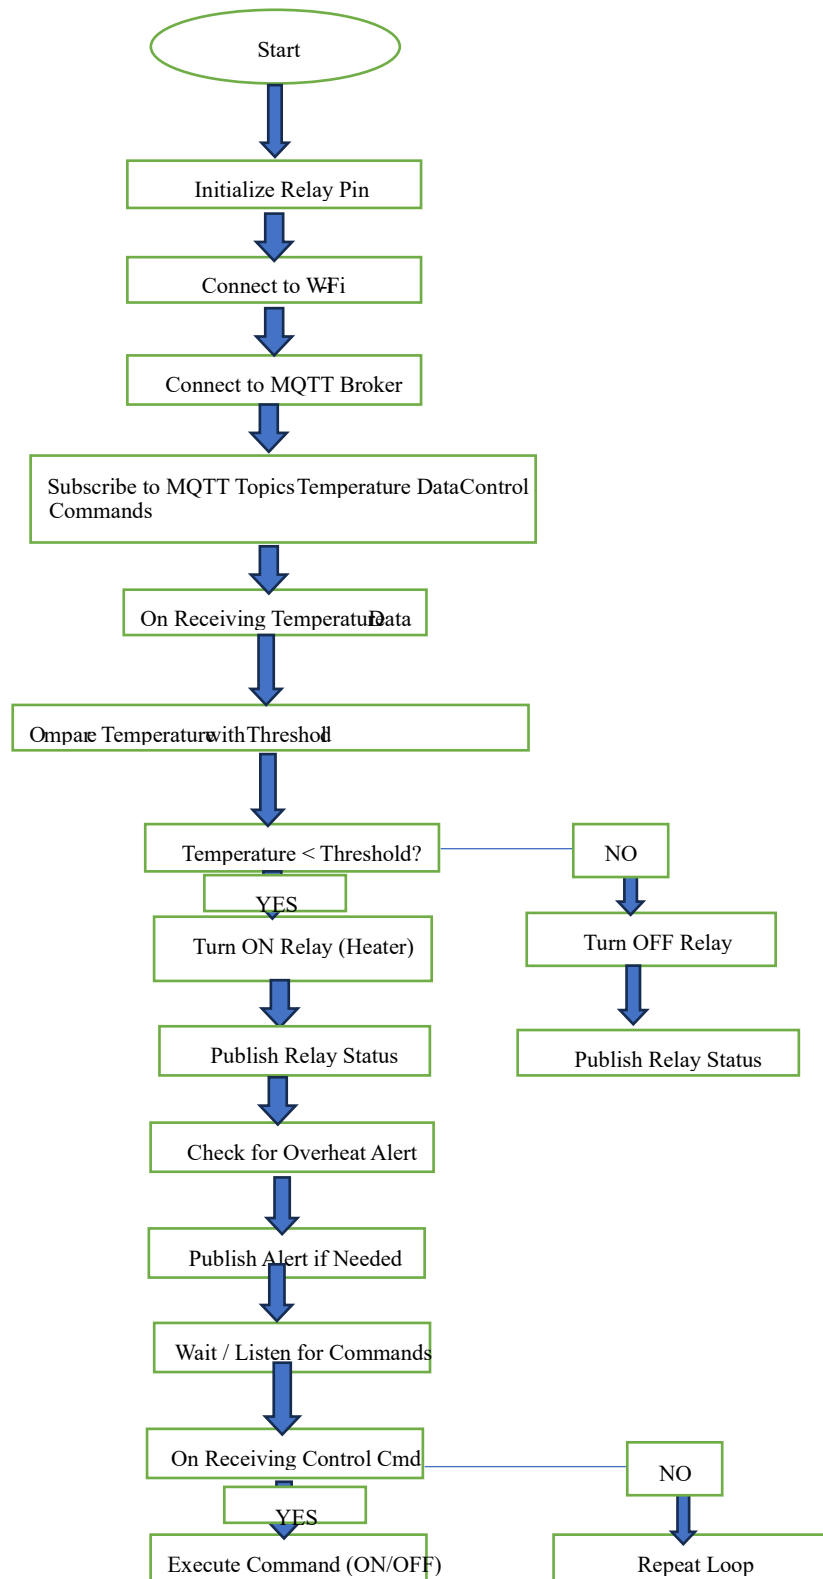 Start
Initialize Relay Pin
Connect to Wi-Fi
Connect to MQTT Broker
Subscribe to MQTT Topics Temperature Data Control
Commands
On Receiving Temperature Data
Ompare Temperature with Threshold
Temperature < Threshold?
NO
YES
Turn ON Relay (Heater)
Turn OFF Relay
Publish Relay Status
Publish Relay Status
Check for Overheat Alert
Publish Alert if Needed
Wait / Listen for Commands
On Receiving Control Cmd
NO
YES
Execute Command (ON/OFF)
Repeat Loop